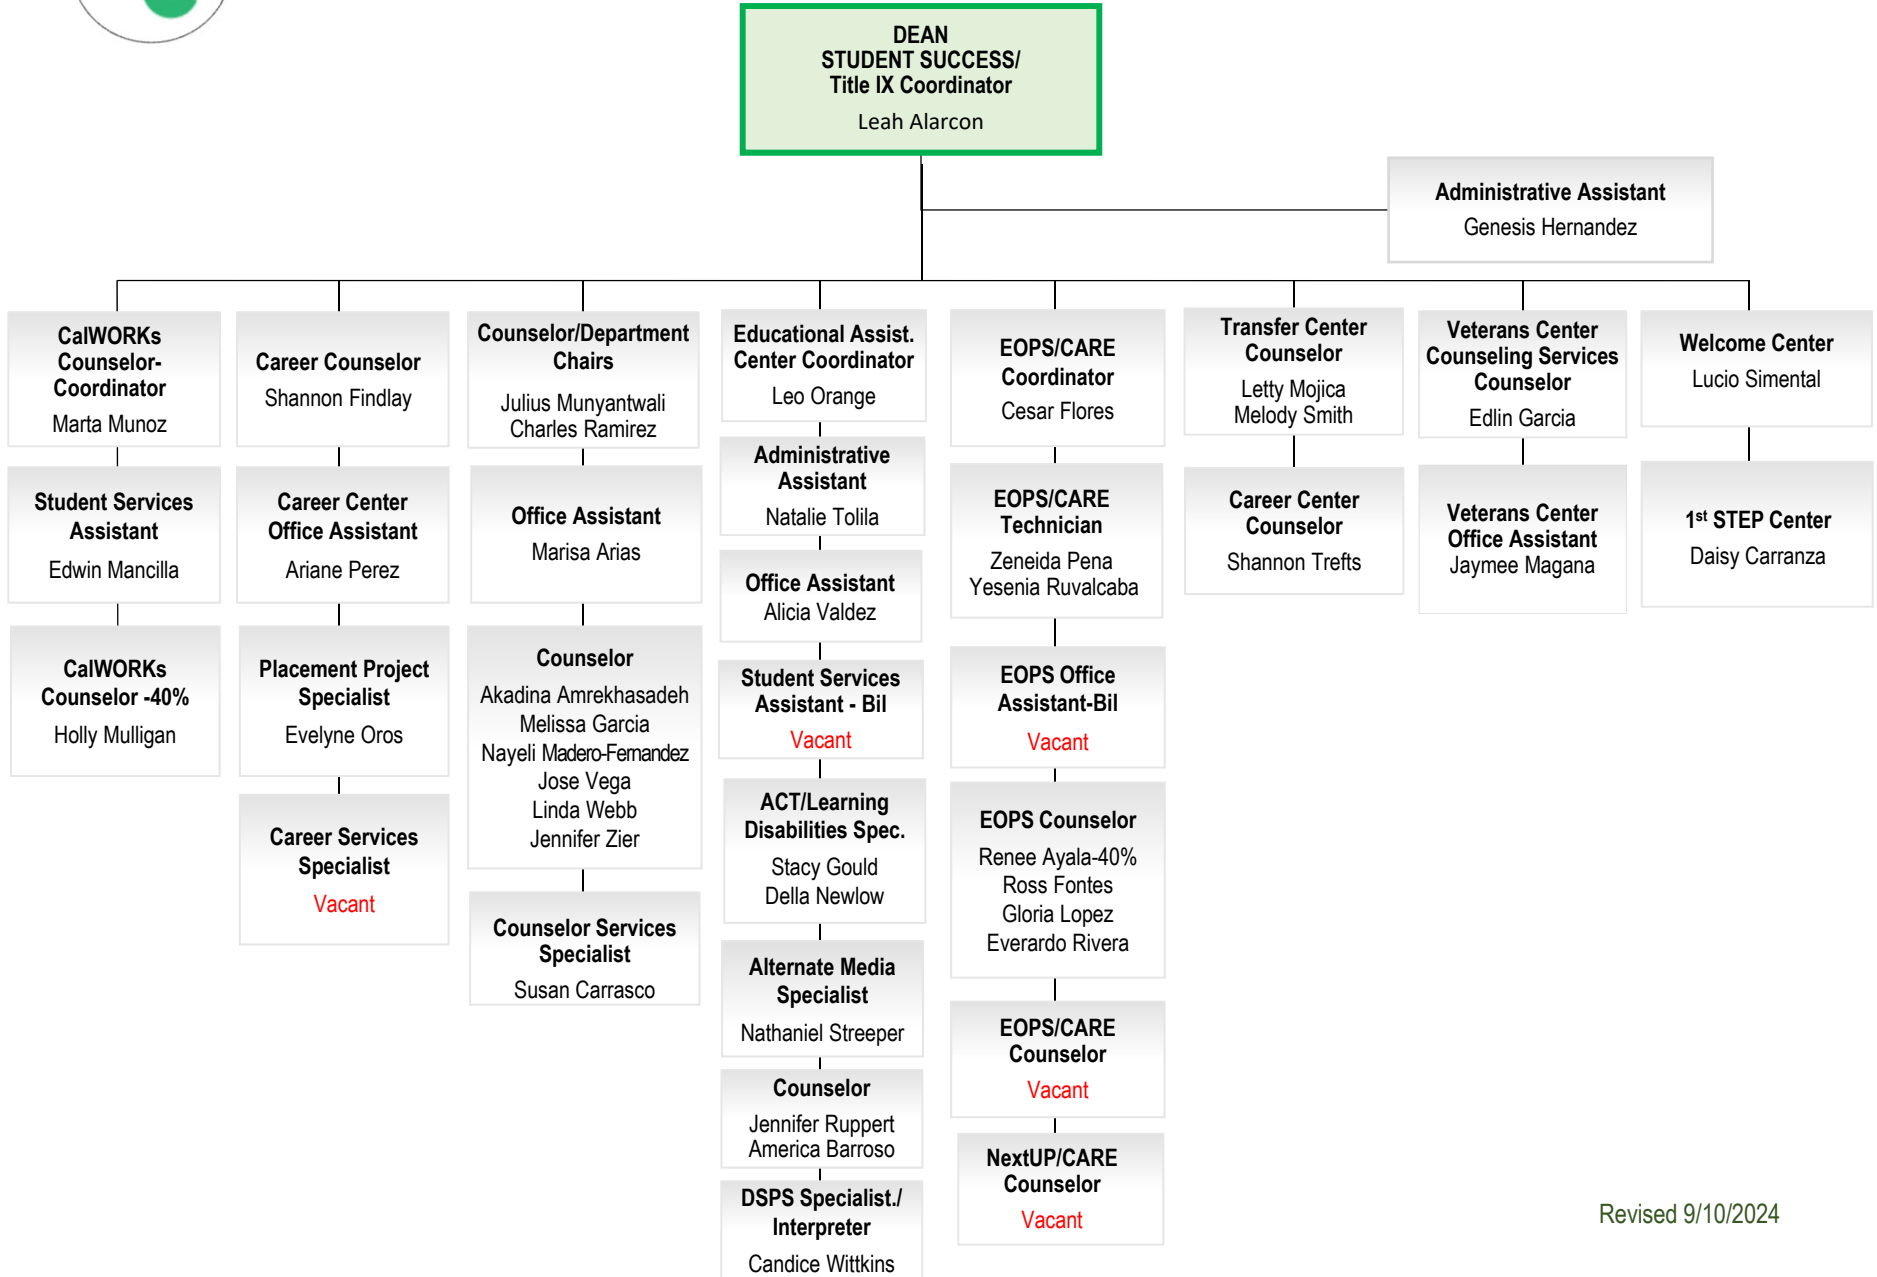 DEAN
STUDENT SUCCESS/
Title IX Coordinator
Leah Alarcon
Administrative Assistant
Genesis Hernandez
CalWORKs
Counselor-
Coordinator
Marta Munoz
Student Services
Assistant
Edwin Mancilla
CalWORKs
Counselor -40%
Holly Mulligan
Career Counselor
Shannon Findlay
Career Center
Office Assistant
Ariane Perez
Placement Project
Specialist
Evelyne Oros
Career Services
Specialist
Vacant
Counselor/Department
Chairs
Julius Munyantwali
Charles Ramirez
Office Assistant
Marisa Arias
Counselor
Akadina Amrekhasadeh
Melissa Garcia
Nayeli Madero-Fernandez
Jose Vega
Linda Webb
Jennifer Zier
Counselor Services
Specialist
Susan Carrasco
Educational Assist.
Center Coordinator
Leo Orange
Administrative
Assistant
Natalie Tolila
Office Assistant
Alicia Valdez
Student Services
Assistant - Bil
Vacant
ACT/Learning
Disabilities Spec.
Stacy Gould
Della Newlow
Alternate Media
Specialist
Nathaniel Streeper
Counselor
Jennifer Ruppert
America Barroso
DSPS Specialist./
Interpreter
Candice Wittkins
EOPS/CARE
Coordinator
Cesar Flores
EOPS/CARE
Technician
Zeneida Pena
Yesenia Ruvalcaba
EOPS Office
Assistant-Bil
Vacant
EOPS Counselor
Renee Ayala-40%
Ross Fontes
Gloria Lopez
Everardo Rivera
EOPS/CARE
Counselor
Vacant
NextUP/CARE
Counselor
Vacant
Transfer Center
Counselor
Letty Mojica
Melody Smith
Career Center
Counselor
Shannon Trefts
Veterans Center
Counseling Services
Counselor
Edlin Garcia
Veterans Center
Office Assistant
Jaymee Magana
Welcome Center
Lucio Simental
1st STEP Center
Daisy Carranza
Revised 9/10/2024